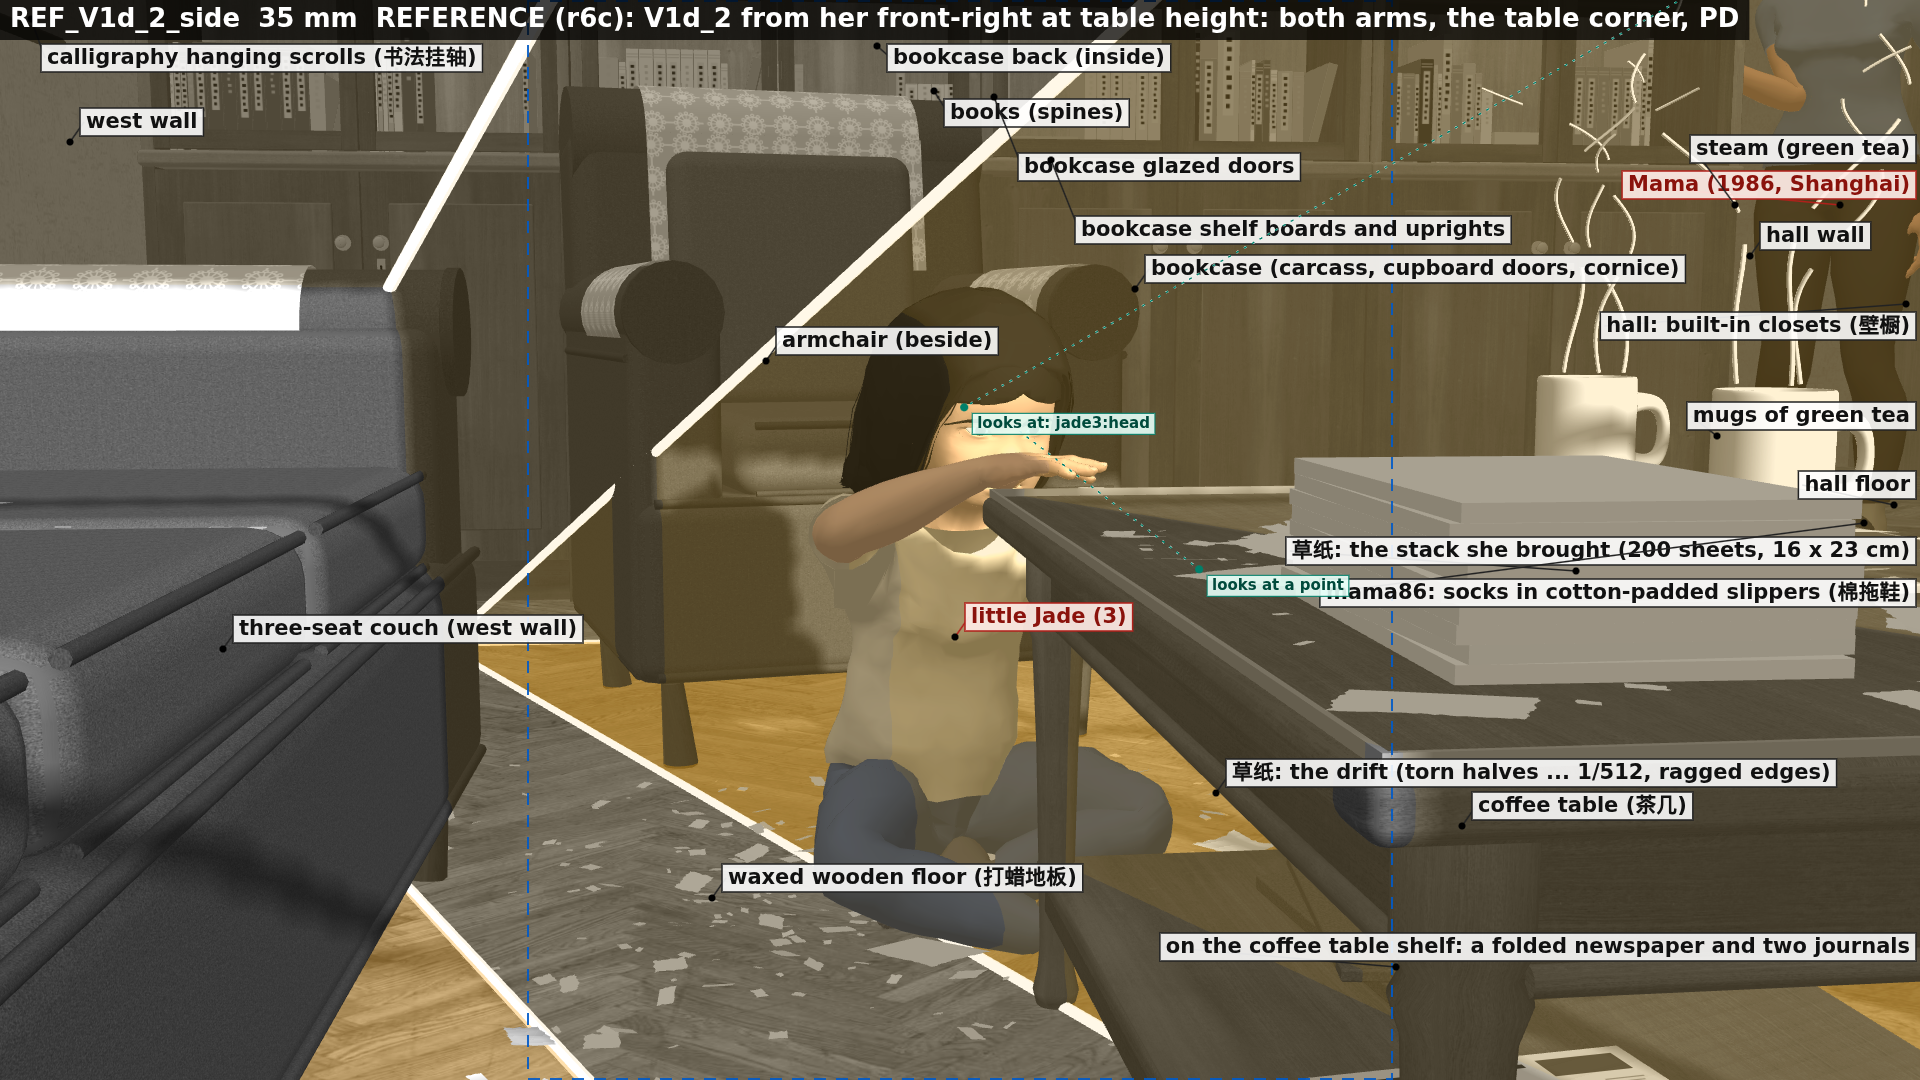 REF_V1d_2_side 35 mm REFERENCE (r6c): V1d_2 from her front-right at table height: both arms, the table corner, PD
calligraphy hanging scrolls (书法挂轴)
bookcase back (inside)
west wall
books (spines)
steam (green tea)
bookcase glazed doors
Mama (1986, Shanghai)
bookcase shelf boards and uprights
hall wall
bookcase (carcass, cupboard doors, cornice)
hall: built-in closets (壁橱)
armchair (beside)
mugs of green tea
looks at: jade3:head
hall floor
草纸: the stack she brought (200 sheets, 16 x 23 cm)
looks at a point
mama86: socks in cotton-padded slippers (棉拖鞋)
little Jade (3)
three-seat couch (west wall)
草纸: the drift (torn halves ... 1/512, ragged edges)
coffee table (茶几)
waxed wooden floor (打蜡地板)
on the coffee table shelf: a folded newspaper and two journals